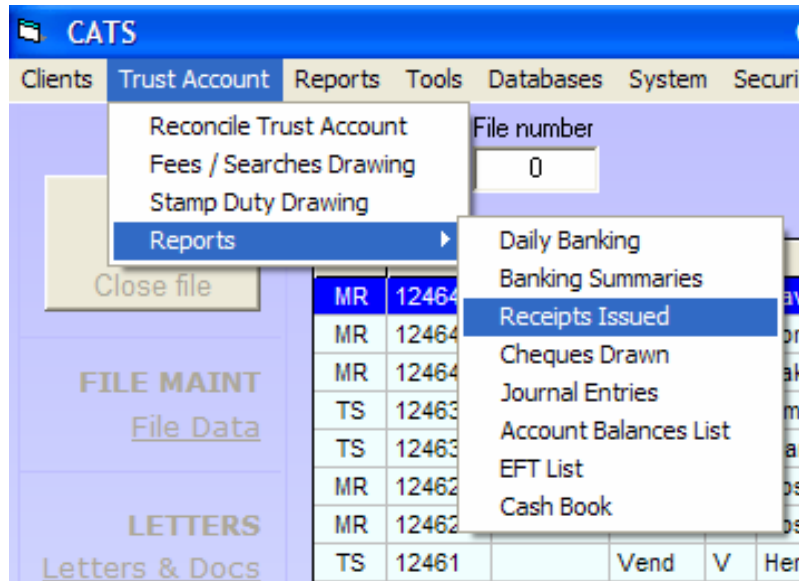 CATS
Clients Trust Account Reports Tools Databases System
Reconcile Trust Account
Fees / Searches Drawing
Stamp Duty Drawing
Reports
File number
0
Daily Banking
Banking Summaries
Receipts Issued
Cheques Drawn
Journal Entries
Account Balances List
EFT List
Cash Book
Close file
FILE MAINT
File Data
LETTERS
Letters & Docs
MR 12464
MR 12464
MR 12464
TS 12463
TS 12463
MR 12462
MR 12462
TS 12461 Vend V